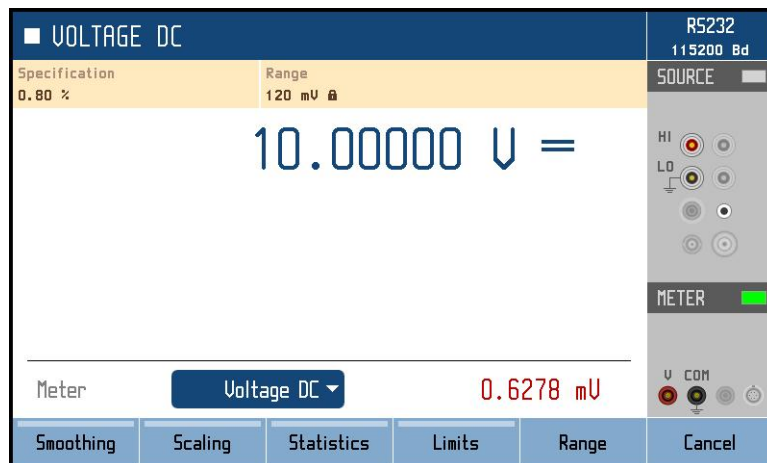 VOLTAGE DC
RS232
115200 Bd
Specification
0.80 %
Range
120 mV
SOURCE
10.00000 V
HI
LO
METER
Meter
Voltage DC
0.6278 mV
V COM
Smoothing
Scaling
Statistics
Limits
Range
Cancel